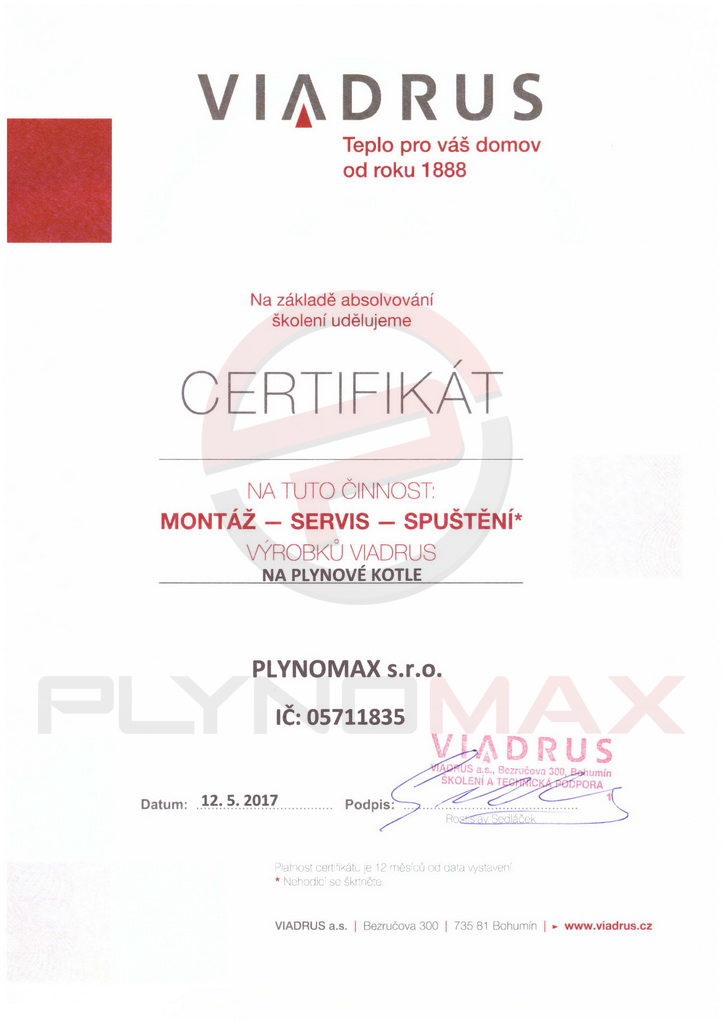 VIADRUS
Teplo pro váš domov
od roku 1888
Na základě absolvování
školení udělujeme
CERTIFIKÁT
NA TUTO ČINNOST:
MONTÁŽ – SERVIS – SPUŠTĚNÍ*
VÝROBKŮ VIADRUS
NA PLYNOVÉ KOTLE
PLYNOMAX s.r.o.
PLYNOMAX
IČ: 05711835
VIADRUS
VIADRUS a.s., Bezručova 300, Bohumín
ŠKOLENÍ A TECHNICKÁ PODPORA
1
Datum: 12. 5. 2017 Podpis:
Rostislav Sedláček
Platnost certifikátu je 12 měsíců od data vystavení.
* Nehodící se škrtněte.
VIADRUS a.s. | Bezručova 300 | 735 81 Bohumín | ► www.viadrus.cz